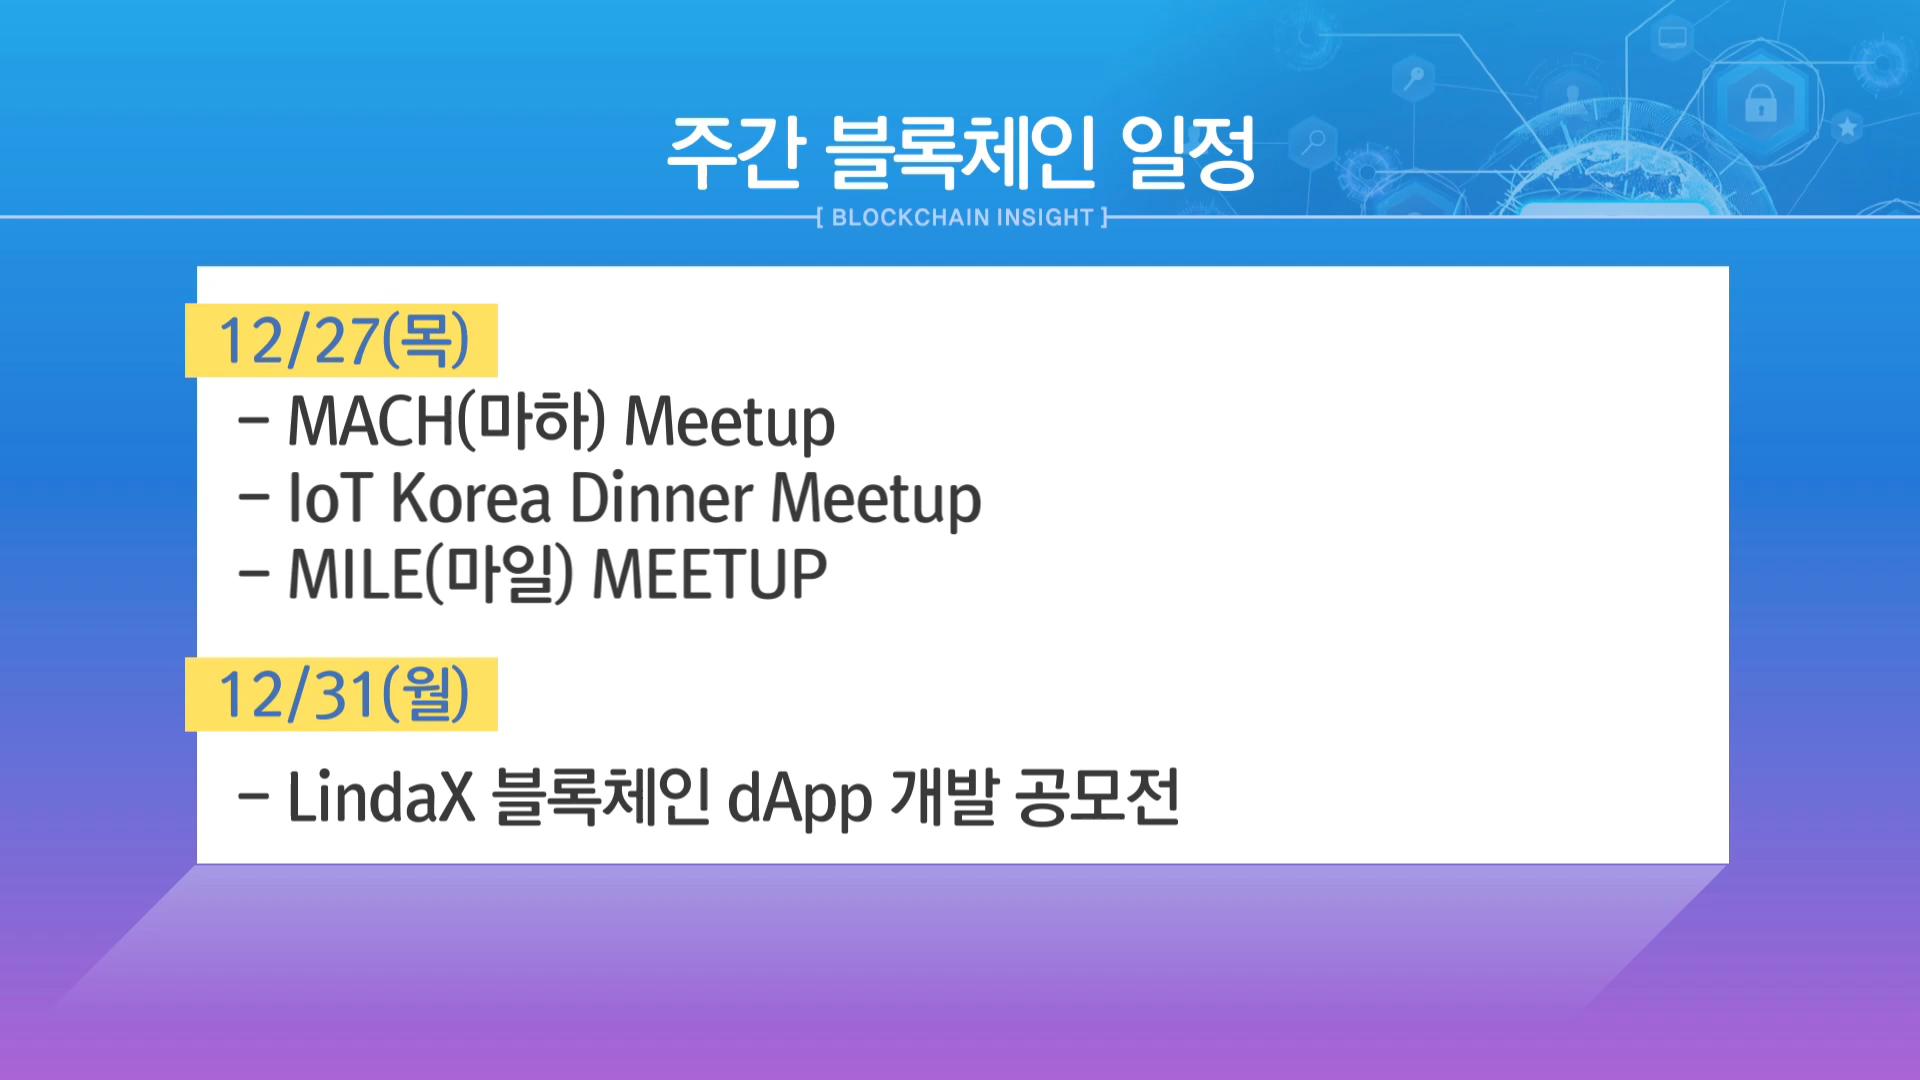 주간 블록체인 일정
[ BLOCKCHAIN INSIGHT ]
12/27(목)
- MACH(마하) Meetup
- IoT Korea Dinner Meetup
- MILE(마일) MEETUP
12/31(월)
- LindaX 블록체인 dApp 개발 공모전